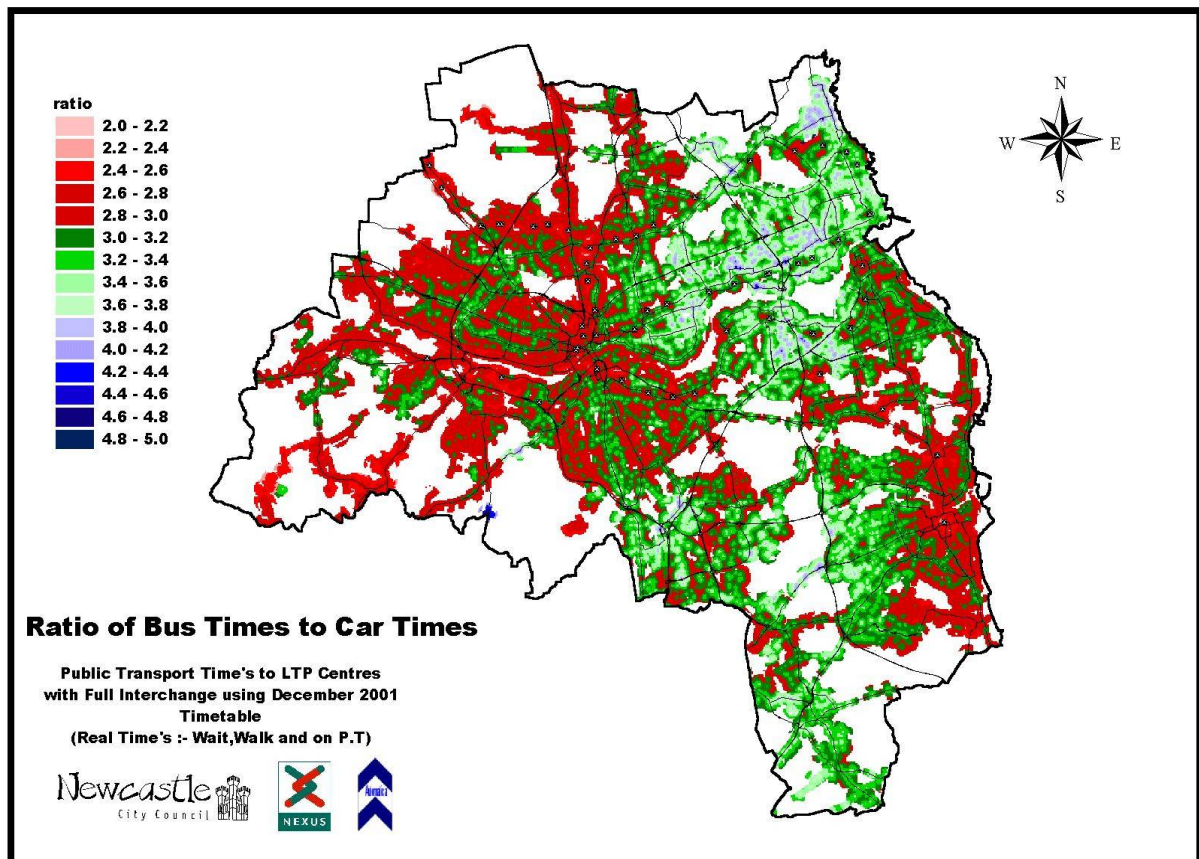 ratio
2.0 - 2.2
2.2 - 2.4
2.4 - 2.6
2.6 - 2.8
2.8 - 3.0
3.0 - 3.2
3.2 - 3.4
3.4 - 3.6
3.6 - 3.8
3.8 - 4.0
4.0 - 4.2
4.2 - 4.4
4.4 - 4.6
4.6 - 4.8
4.8 - 5.0
N
W E
S
Ratio of Bus Times to Car Times
Public Transport Time's to LTP Centres
with Full Interchange using December 2001
Timetable
(Real Time's :- Wait,Walk and on P.T)
Newcastle
City Council
NEXUS